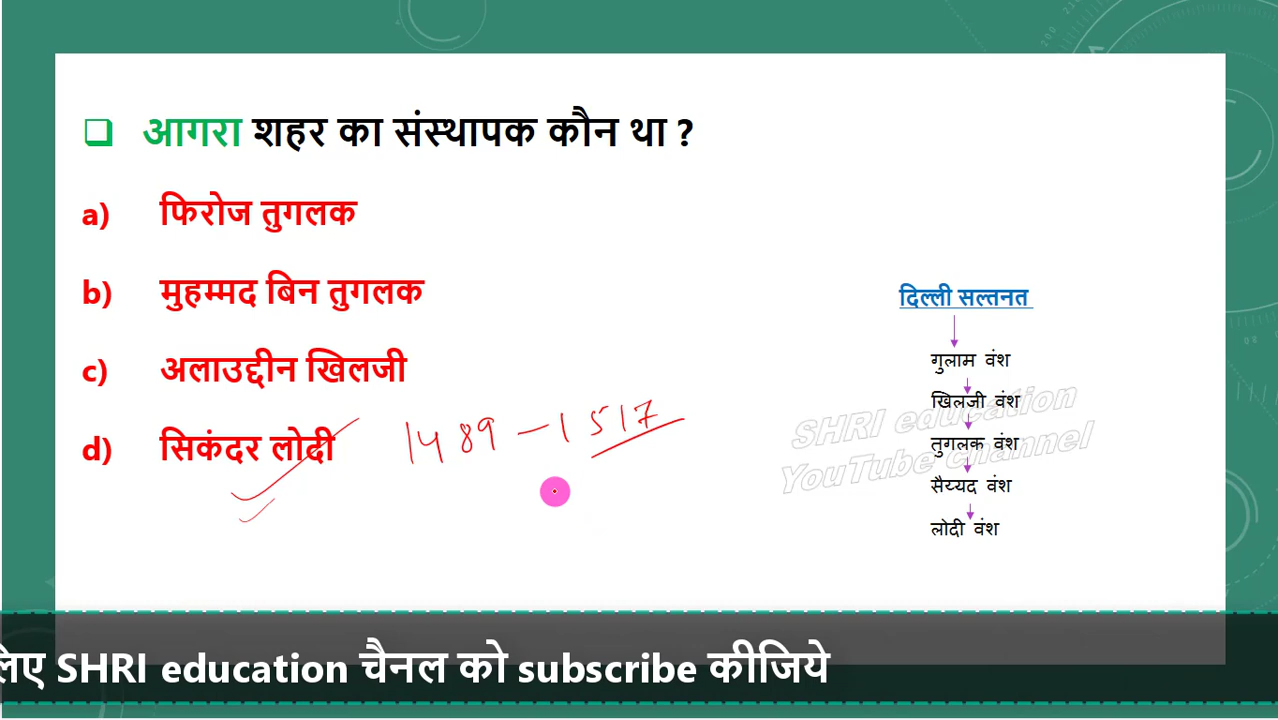 ❑ आगरा शहर का संस्थापक कौन था ?
a) फिरोज तुगलक
b) मुहम्मद बिन तुगलक
c) अलाउद्दीन खिलजी
d) सिकंदर लोदी 1489 – 1517
दिल्ली सल्तनत
गुलाम वंश
खिलजी वंश
तुगलक वंश
सैय्यद वंश
लोदी वंश
SHRI education
YouTube channel
लिए SHRI education चैनल को subscribe कीजिये